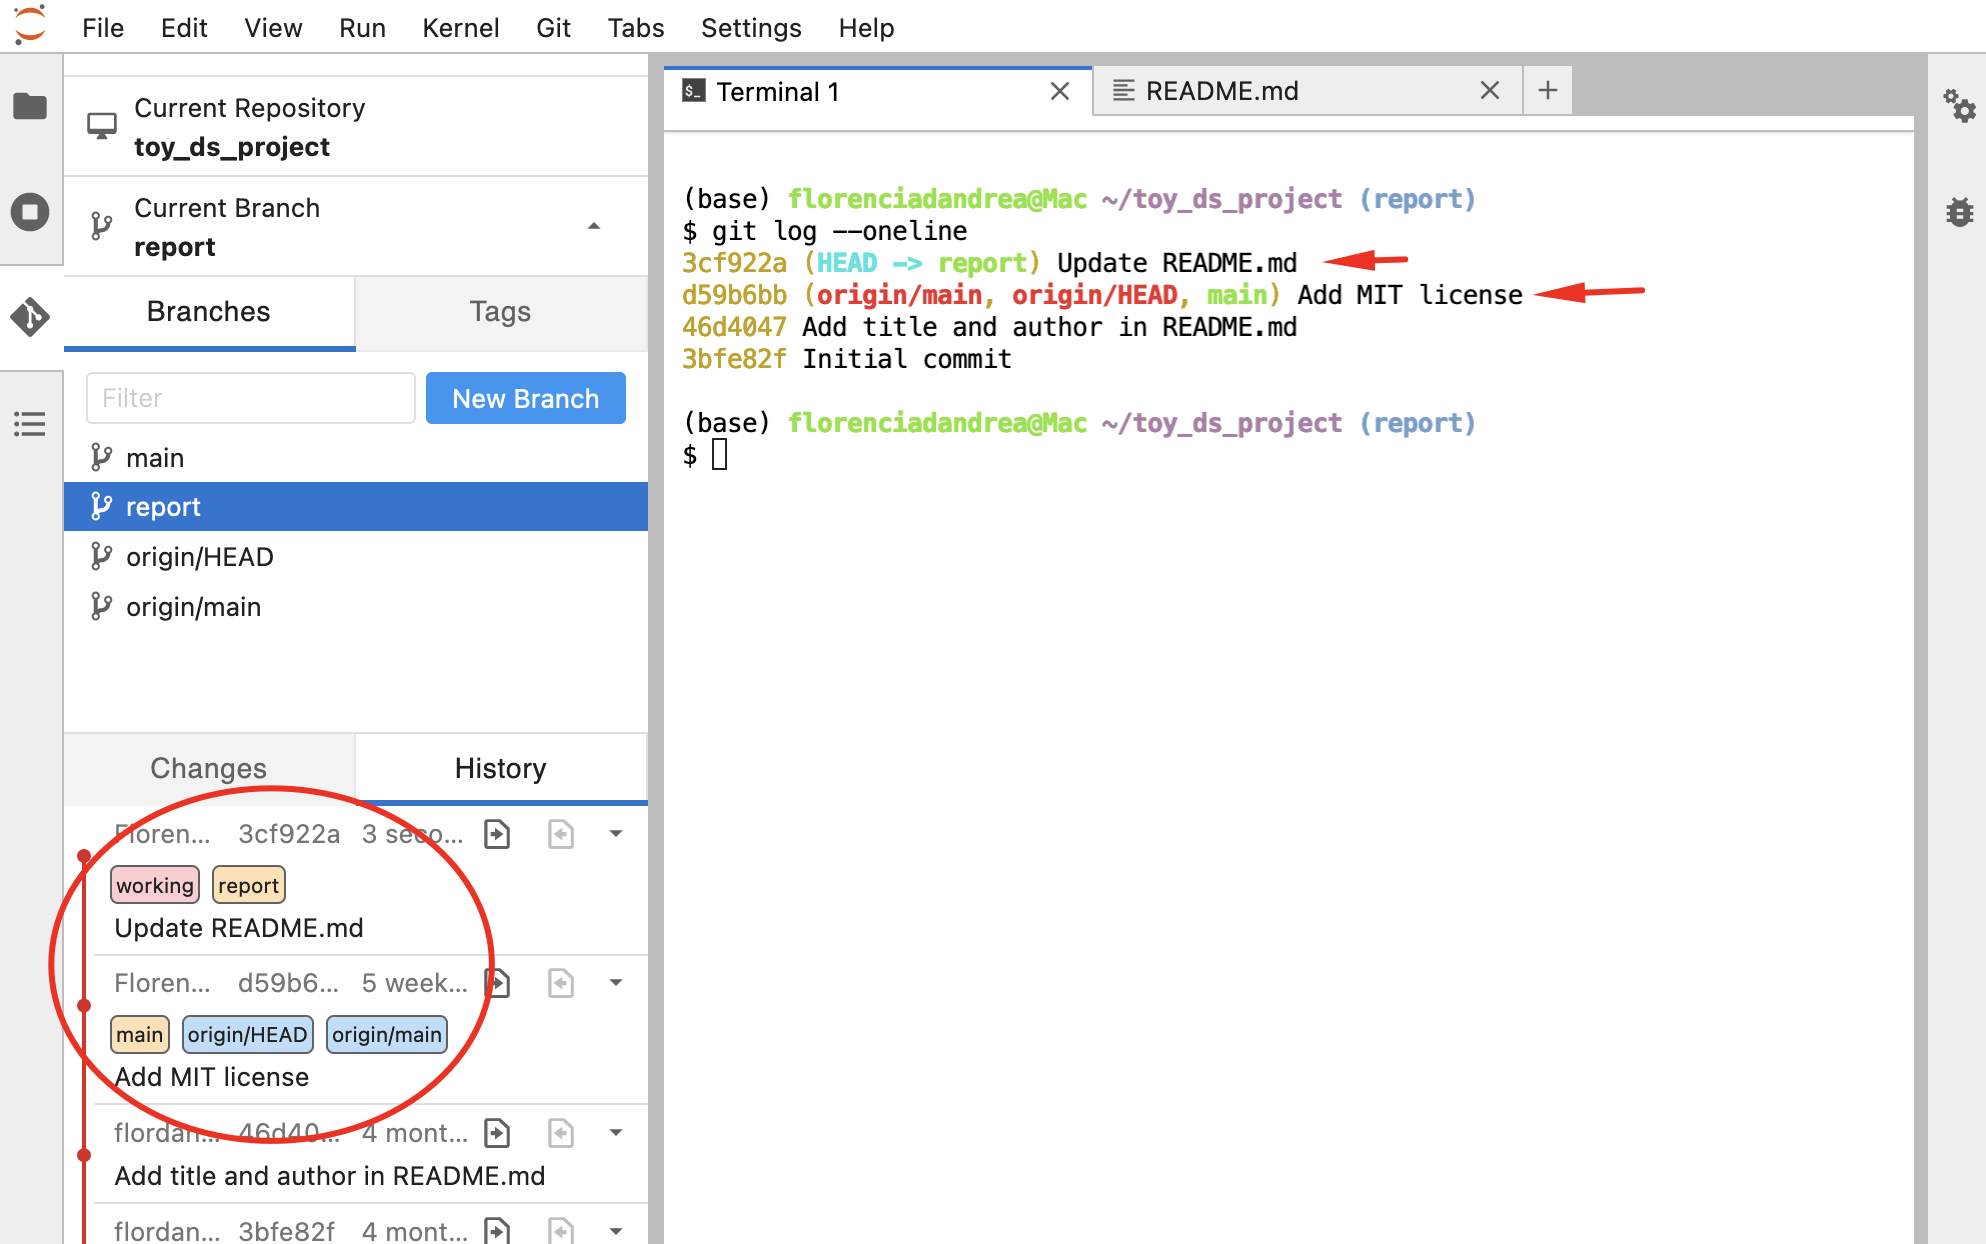 File Edit View Run Kernel Git Tabs Settings Help
Current Repository
toy_ds_project
Current Branch
report
Branches Tags
Filter New Branch
main
report
origin/HEAD
origin/main
Changes History
Floren... 3cf922a 3 seco...
working report
Update README.md
Floren... d59b6... 5 week...
main origin/HEAD origin/main
Add MIT license
flordan... 46d40... 4 mont...
Add title and author in README.md
flordan... 3bfe82f 4 mont...
$_ Terminal 1 README.md
(base) florenciadandrea@Mac ~/toy_ds_project (report)
$ git log --oneline
3cf922a (HEAD -> report) Update README.md
d59b6bb (origin/main, origin/HEAD, main) Add MIT license
46d4047 Add title and author in README.md
3bfe82f Initial commit
(base) florenciadandrea@Mac ~/toy_ds_project (report)
$